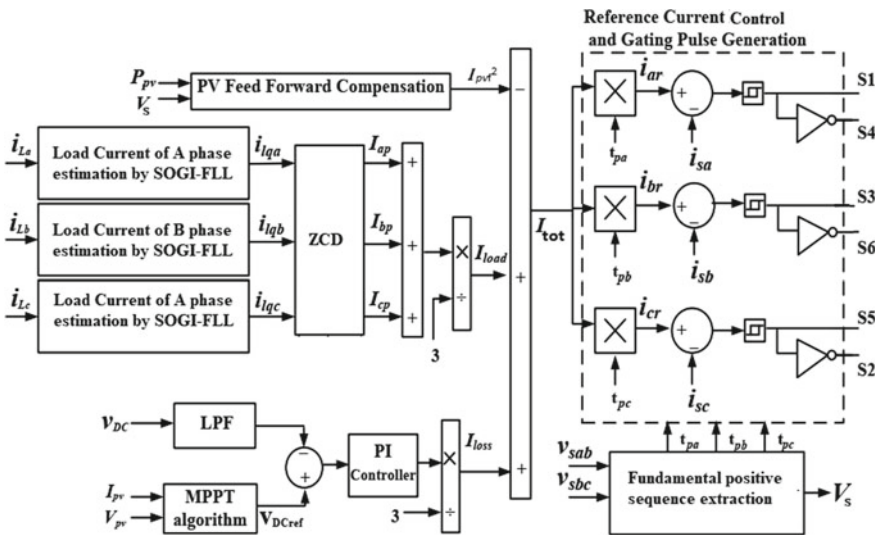 Reference Current Control
and Gating Pulse Generation
P_pv
V_S
PV Feed Forward Compensation
I_pvf^2
−
i_La
Load Current of A phase
estimation by SOGI-FLL
i_lqa
i_Lb
Load Current of B phase
estimation by SOGI-FLL
i_lqb
i_Lc
Load Current of A phase
estimation by SOGI-FLL
i_lqc
ZCD
I_ap
I_bp
I_cp
+
+
+
×
÷
3
I_load
+
I_tot
v_DC
LPF
−
+
I_pv
V_pv
MPPT
algorithm
V_DCref
PI
Controller
×
÷
3
I_loss
+
×
t_pa
i_ar
+
−
i_sa
S1
S4
×
t_pb
i_br
+
−
i_sb
S3
S6
×
t_pc
i_cr
+
−
i_sc
S5
S2
t_pa
t_pb
t_pc
v_sab
v_sbc
Fundamental positive
sequence extraction
V_S